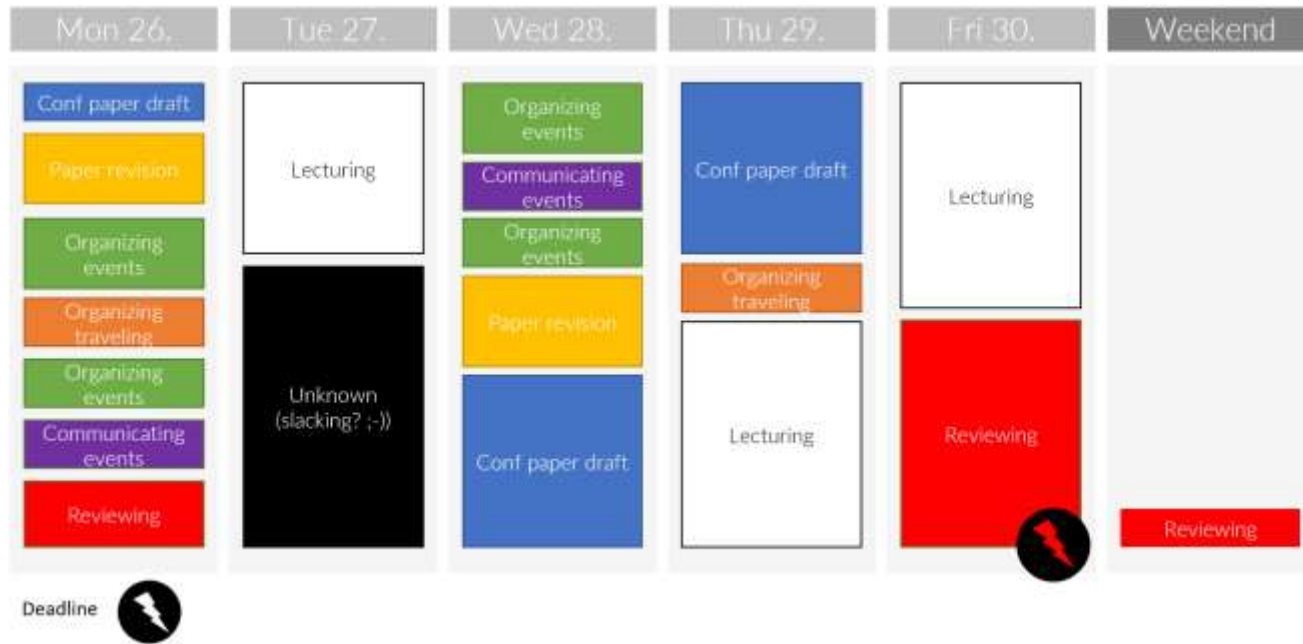 Mon 26.
Tue 27.
Wed 28.
Thu 29.
Fri 30.
Weekend
Conf paper draft
Paper revision
Organizing
events
Organizing
traveling
Organizing
events
Communicating
events
Reviewing
Lecturing
Unknown
(slacking? ;-))
Organizing
events
Communicating
events
Organizing
events
Paper revision
Conf paper draft
Conf paper draft
Organizing
traveling
Lecturing
Lecturing
Reviewing
Reviewing
Deadline